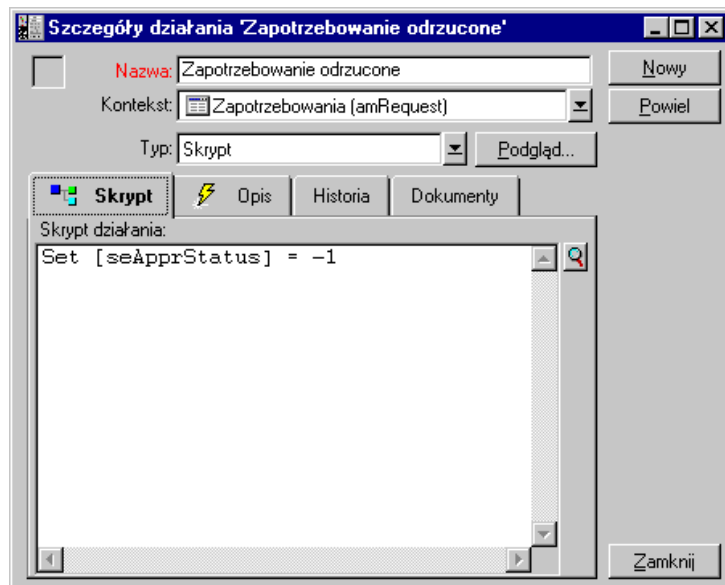 Szczegóły działania 'Zapotrzebowanie odrzucone'
Nazwa: Zapotrzebowanie odrzucone
Nowy
Kontekst: Zapotrzebowania (amRequest)
Powiel
Typ: Skrypt
Podgląd...
Skrypt Opis Historia Dokumenty
Skrypt działania:
Set [seApprStatus] = -1
Zamknij